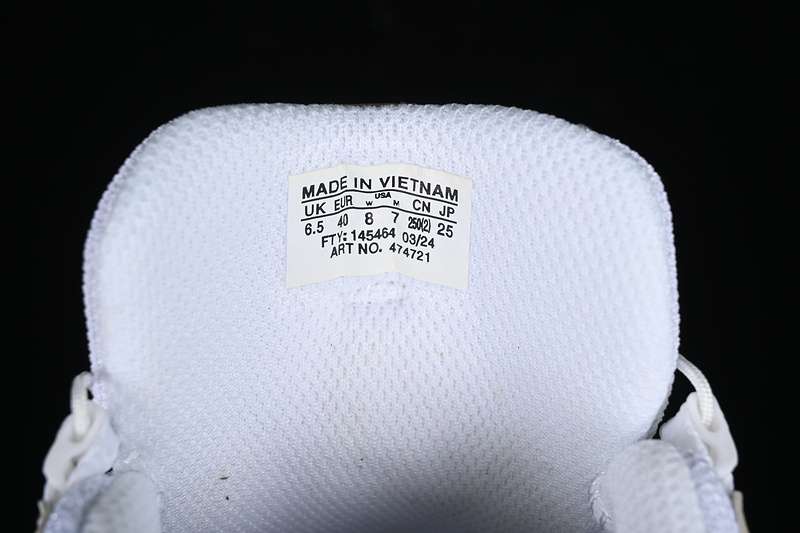 MADE IN VIETNAM
USA
UK EUR W M CN JP
6.5 40 8 7 250(2) 25
FTY: 145464 03/24
ART NO. 474721